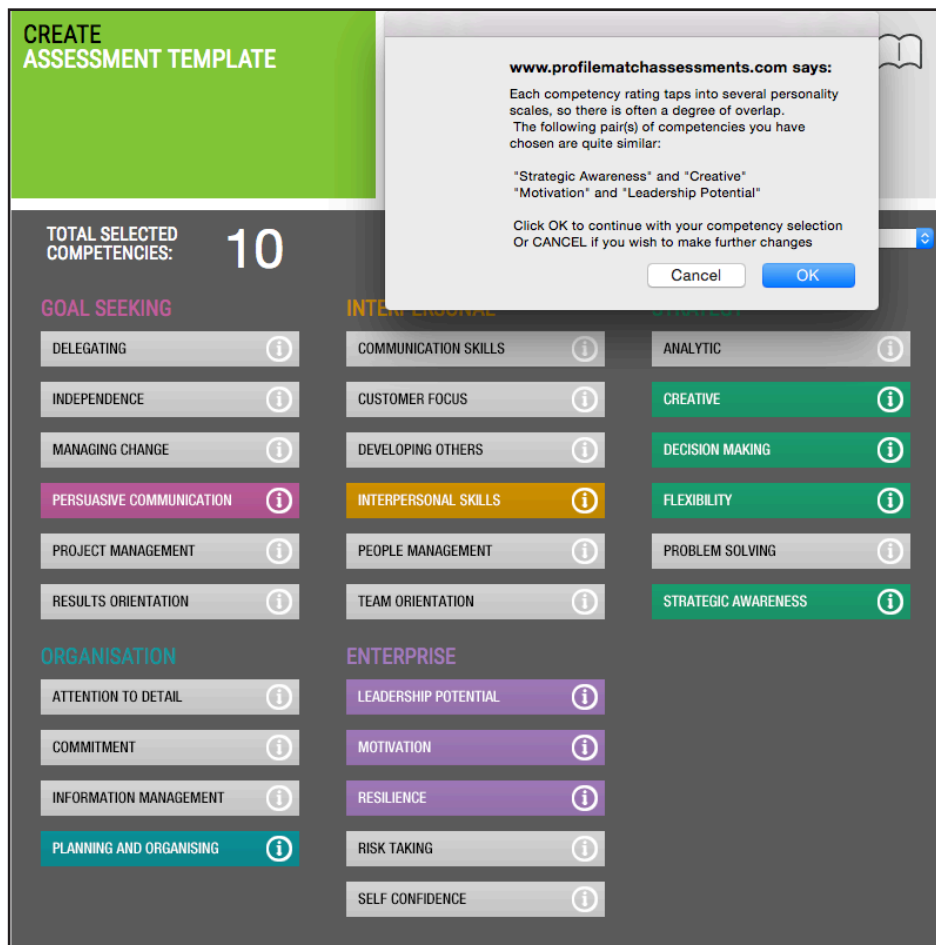 CREATE
ASSESSMENT TEMPLATE
www.profilematchassessments.com says:
Each competency rating taps into several personality
scales, so there is often a degree of overlap.
The following pair(s) of competencies you have
chosen are quite similar:
"Strategic Awareness" and "Creative"
"Motivation" and "Leadership Potential"
Click OK to continue with your competency selection
Or CANCEL if you wish to make further changes
Cancel
OK
TOTAL SELECTED
COMPETENCIES:
10
GOAL SEEKING
DELEGATING
INDEPENDENCE
MANAGING CHANGE
PERSUASIVE COMMUNICATION
PROJECT MANAGEMENT
RESULTS ORIENTATION
INTERPERSONAL
COMMUNICATION SKILLS
CUSTOMER FOCUS
DEVELOPING OTHERS
INTERPERSONAL SKILLS
PEOPLE MANAGEMENT
TEAM ORIENTATION
STRATEGY
ANALYTIC
CREATIVE
DECISION MAKING
FLEXIBILITY
PROBLEM SOLVING
STRATEGIC AWARENESS
ORGANISATION
ATTENTION TO DETAIL
COMMITMENT
INFORMATION MANAGEMENT
PLANNING AND ORGANISING
ENTERPRISE
LEADERSHIP POTENTIAL
MOTIVATION
RESILIENCE
RISK TAKING
SELF CONFIDENCE